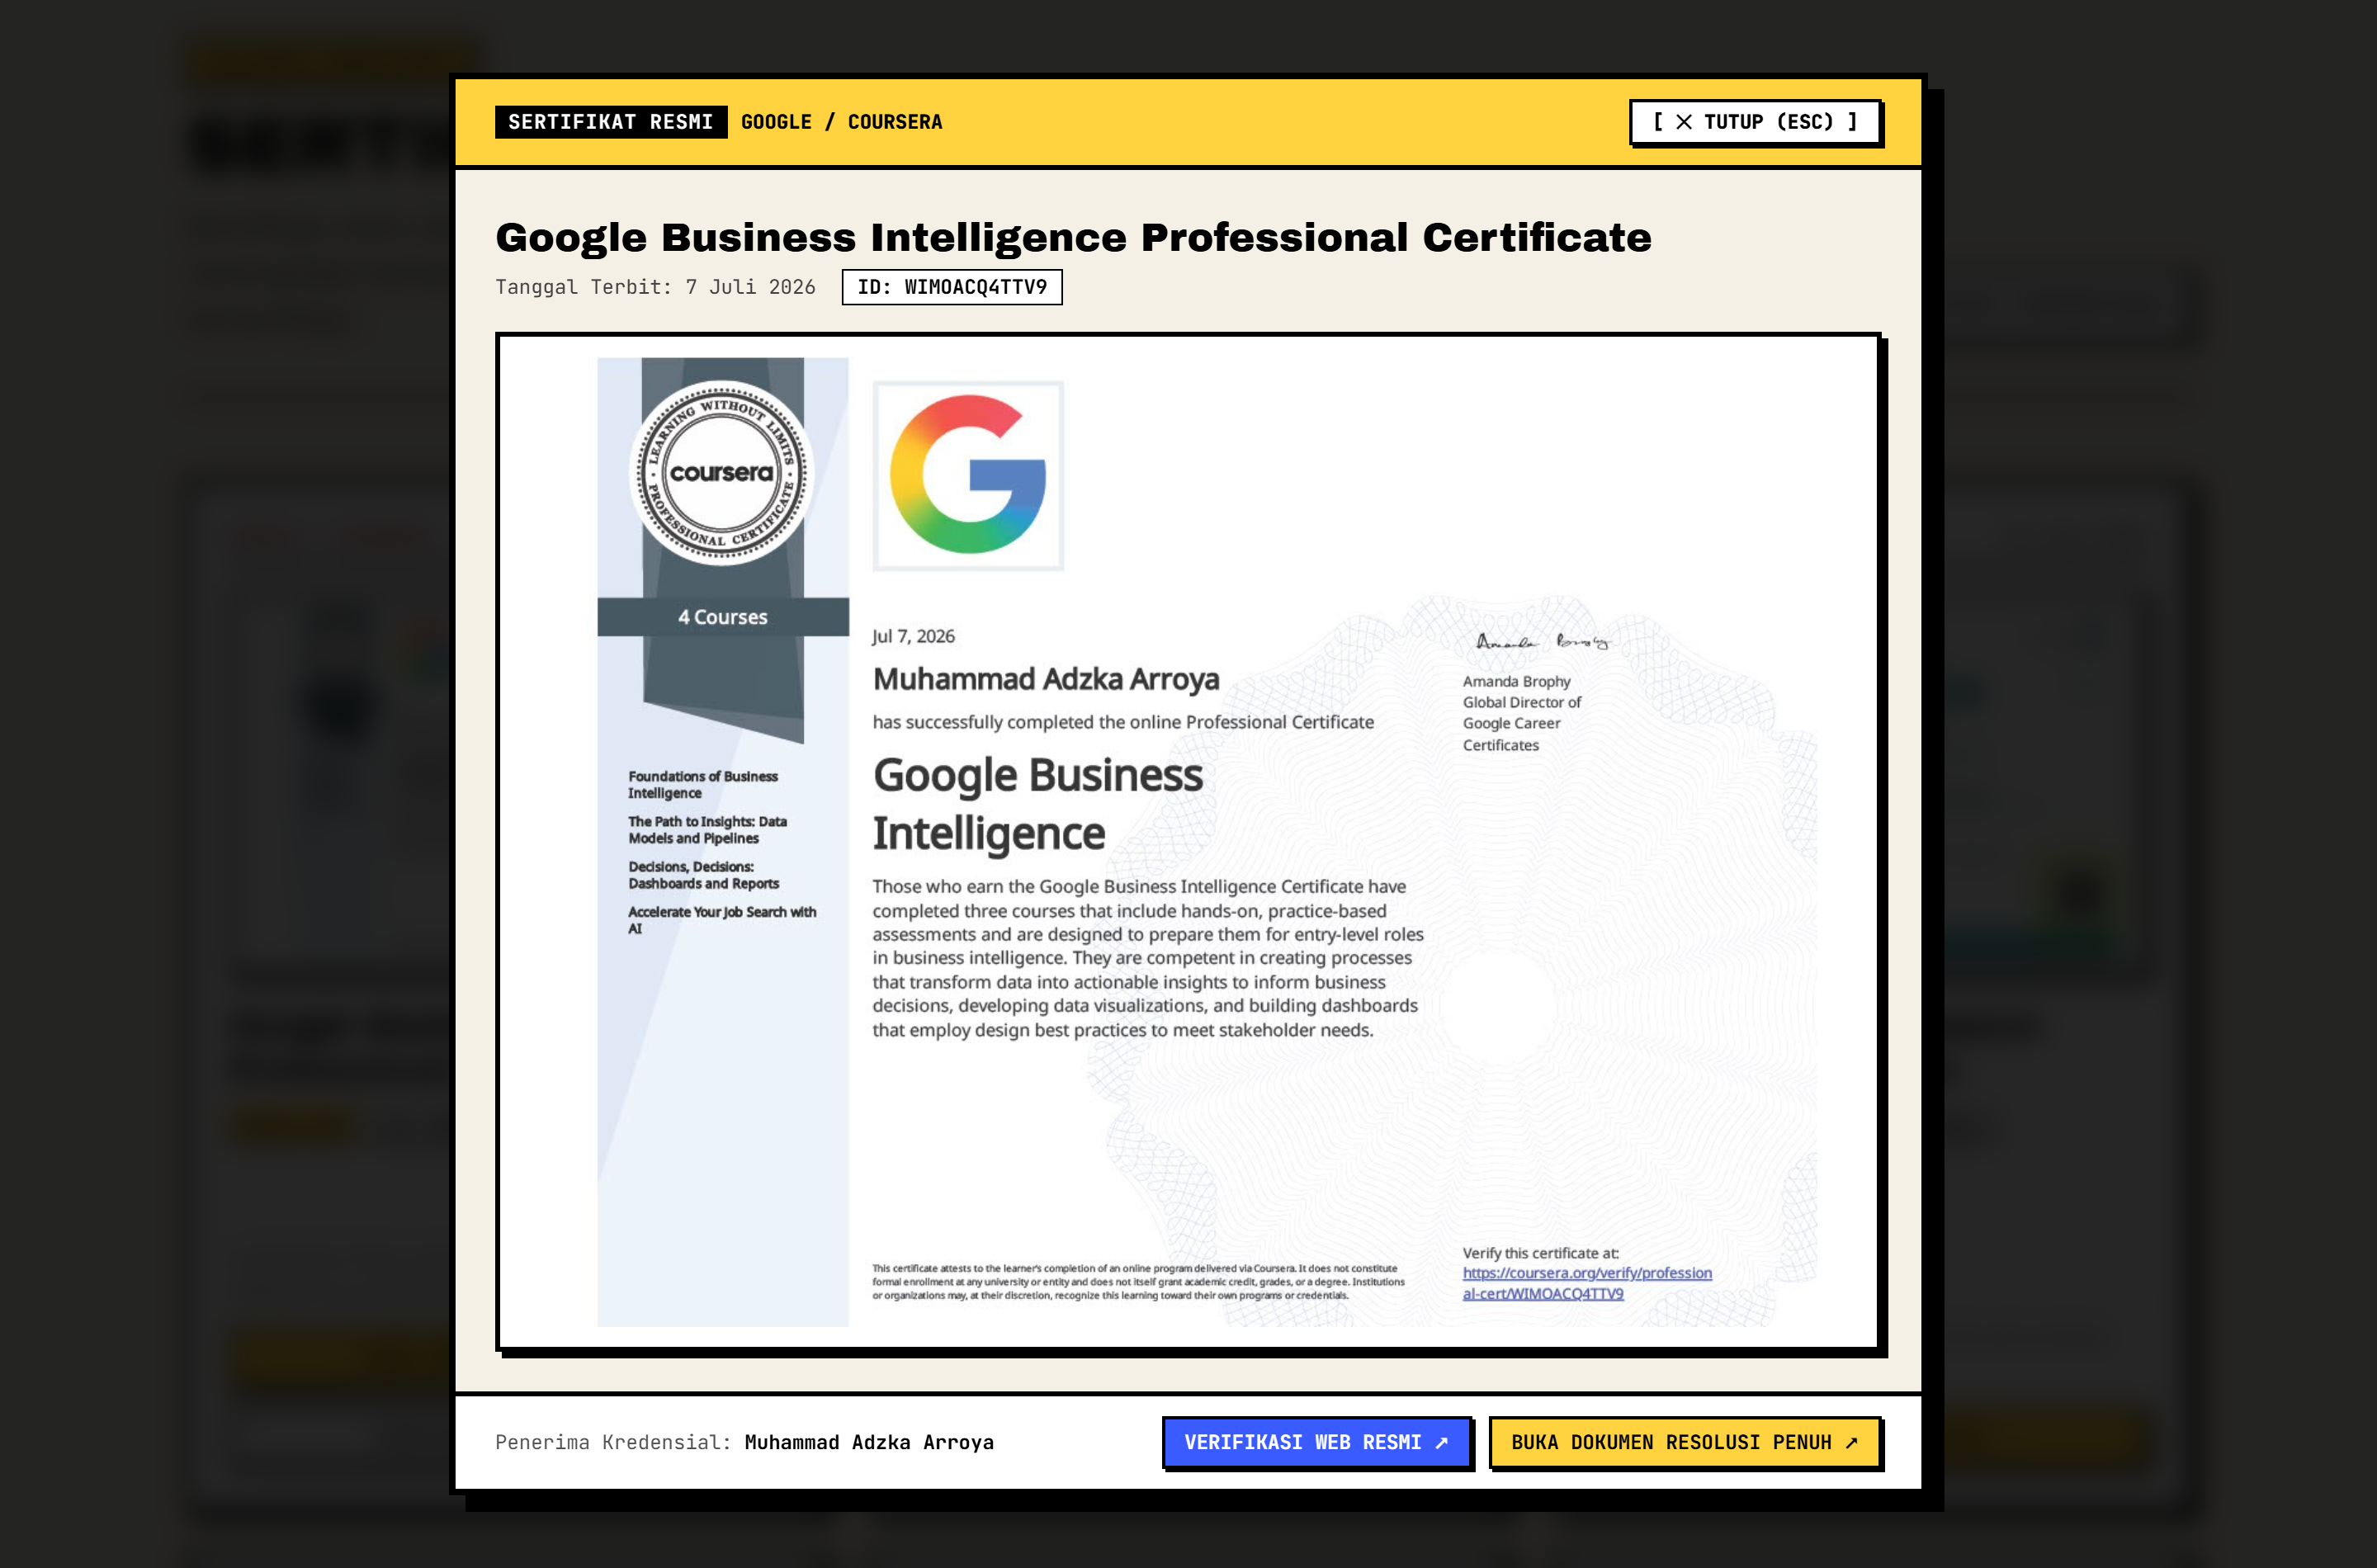 SERTIFIKAT RESMI GOOGLE / COURSERA
[ × TUTUP (ESC) ]
Google Business Intelligence Professional Certificate
Tanggal Terbit: 7 Juli 2026 ID: WIMOACQ4TTV9
LEARNING WITHOUT LIMITS
coursera
PROFESSIONAL CERTIFICATE
4 Courses
Foundations of Business
Intelligence
The Path to Insights: Data
Models and Pipelines
Decisions, Decisions:
Dashboards and Reports
Accelerate Your Job Search with
AI
Jul 7, 2026
Muhammad Adzka Arroya
has successfully completed the online Professional Certificate
Google Business
Intelligence
Those who earn the Google Business Intelligence Certificate have
completed three courses that include hands-on, practice-based
assessments and are designed to prepare them for entry-level roles
in business intelligence. They are competent in creating processes
that transform data into actionable insights to inform business
decisions, developing data visualizations, and building dashboards
that employ design best practices to meet stakeholder needs.
Amanda Brophy
Amanda Brophy
Global Director of
Google Career
Certificates
This certificate attests to the learner's completion of an online program delivered via Coursera. It does not constitute
formal enrollment at any university or entity and does not itself grant academic credit, grades, or a degree. Institutions
or organizations may, at their discretion, recognize this learning toward their own programs or credentials.
Verify this certificate at:
https://coursera.org/verify/profession
al-cert/WIMOACQ4TTV9
Penerima Kredensial: Muhammad Adzka Arroya
VERIFIKASI WEB RESMI ↗
BUKA DOKUMEN RESOLUSI PENUH ↗